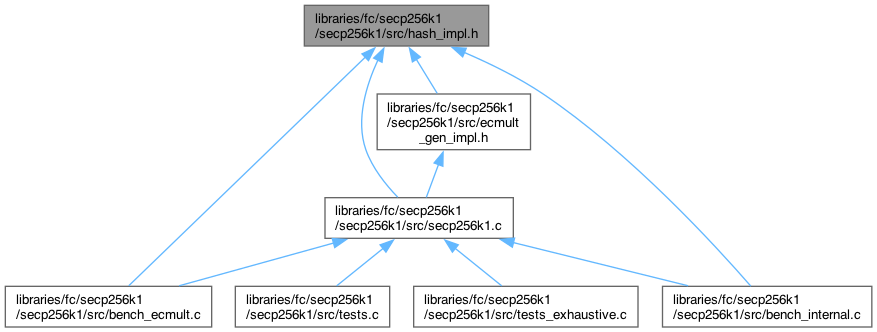 libraries/fc/secp256k1
/secp256k1/src/hash_impl.h
libraries/fc/secp256k1
/secp256k1/src/ecmult
_gen_impl.h
libraries/fc/secp256k1
/secp256k1/src/secp256k1.c
libraries/fc/secp256k1
/secp256k1/src/bench_ecmult.c
libraries/fc/secp256k1
/secp256k1/src/tests.c
libraries/fc/secp256k1
/secp256k1/src/tests_exhaustive.c
libraries/fc/secp256k1
/secp256k1/src/bench_internal.c